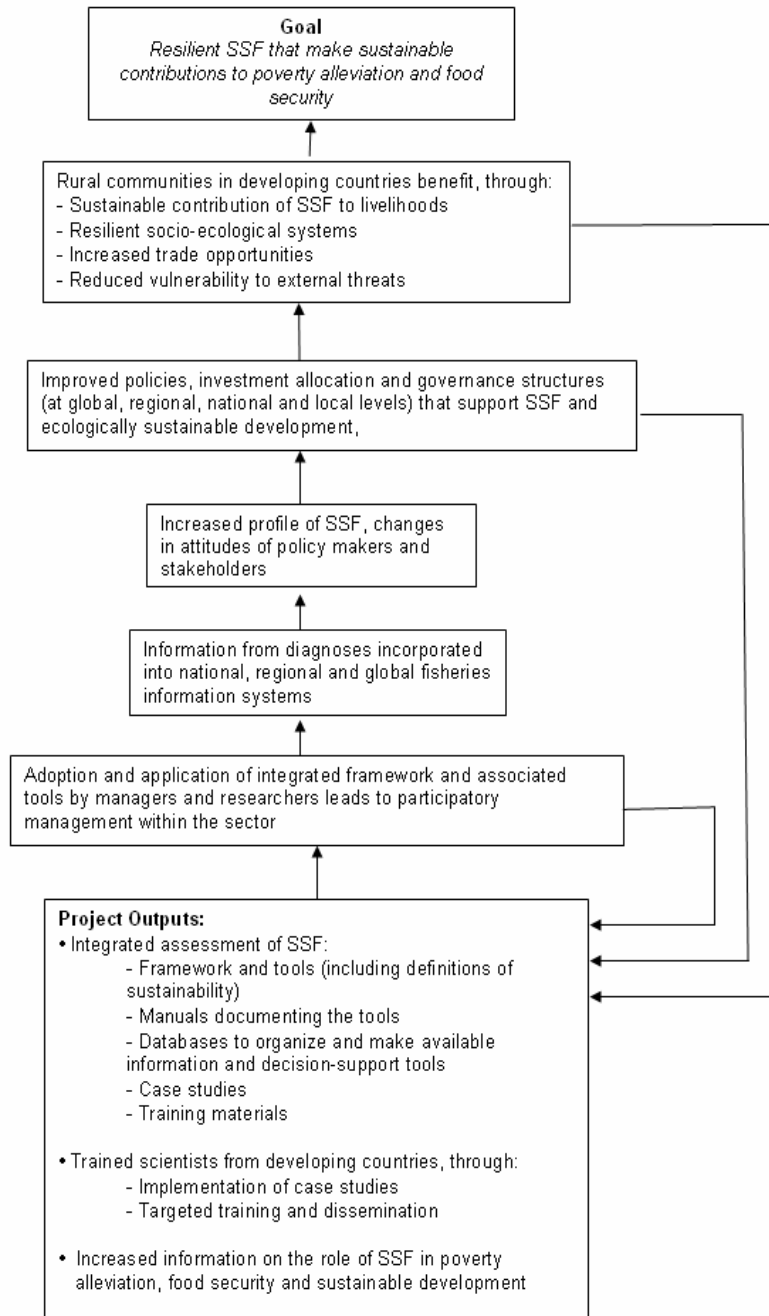 Goal
Resilient SSF that make sustainable
contributions to poverty alleviation and food
security
Rural communities in developing countries benefit, through:
- Sustainable contribution of SSF to livelihoods
- Resilient socio-ecological systems
- Increased trade opportunities
- Reduced vulnerability to external threats
Improved policies, investment allocation and governance structures
(at global, regional, national and local levels) that support SSF and
ecologically sustainable development,
Increased profile of SSF, changes
in attitudes of policy makers and
stakeholders
Information from diagnoses incorporated
into national, regional and global fisheries
information systems
Adoption and application of integrated framework and associated
tools by managers and researchers leads to participatory
management within the sector
Project Outputs:
• Integrated assessment of SSF:
- Framework and tools (including definitions of
sustainability)
- Manuals documenting the tools
- Databases to organize and make available
information and decision-support tools
- Case studies
- Training materials
• Trained scientists from developing countries, through:
- Implementation of case studies
- Targeted training and dissemination
• Increased information on the role of SSF in poverty
alleviation, food security and sustainable development